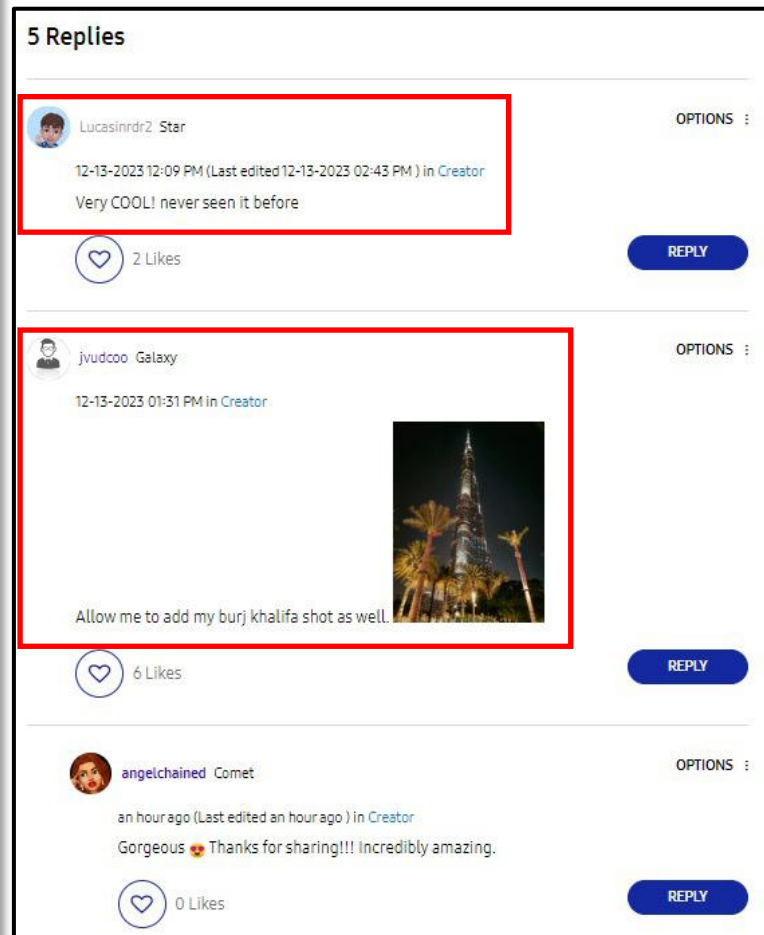 5 Replies
Lucasinrdr2 Star
OPTIONS
12-13-2023 12:09 PM (Last edited 12-13-2023 02:43 PM ) in Creator
Very COOL! never seen it before
2 Likes
REPLY
jvudcoo Galaxy
OPTIONS
12-13-2023 01:31 PM in Creator
Allow me to add my burj khalifa shot as well.
6 Likes
REPLY
angelchained Comet
OPTIONS
an hour ago (Last edited an hour ago ) in Creator
Gorgeous 😍 Thanks for sharing!!! Incredibly amazing.
0 Likes
REPLY